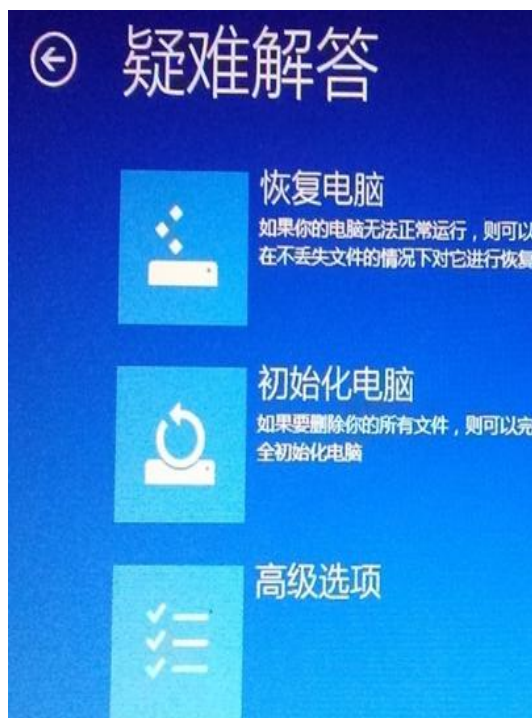 疑难解答
恢复电脑
如果你的电脑无法正常运行，则可以
在不丢失文件的情况下对它进行恢复
初始化电脑
如果要删除你的所有文件，则可以完
全初始化电脑
高级选项